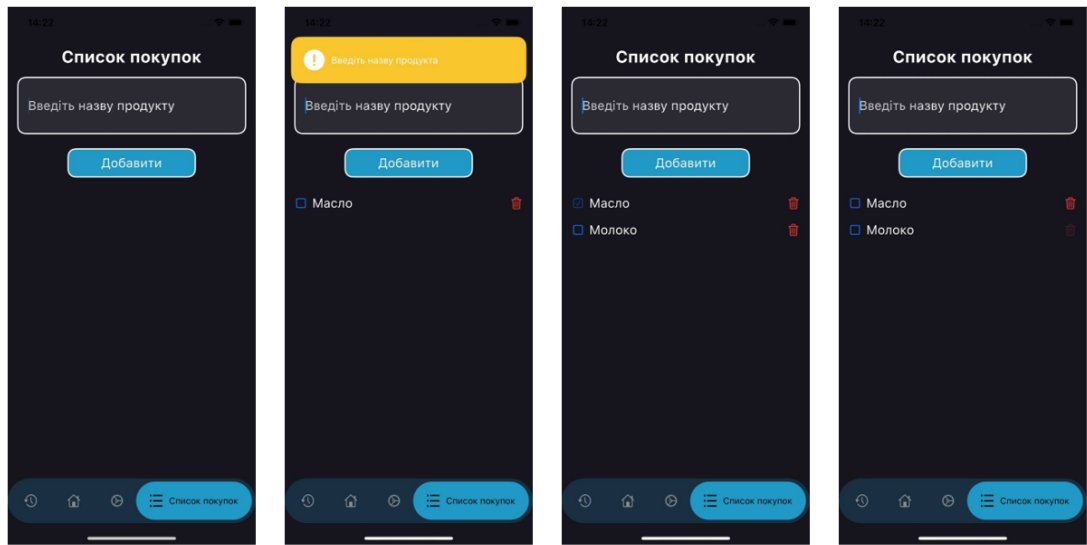 14:22
Список покупок
Введіть назву продукту
Добавити
Список покупок
14:22
Введіть назву продукта
Введіть назву продукту
Добавити
Масло
Список покупок
14:22
Список покупок
Введіть назву продукту
Добавити
Масло
Молоко
Список покупок
14:22
Список покупок
Введіть назву продукту
Добавити
Масло
Молоко
Список покупок